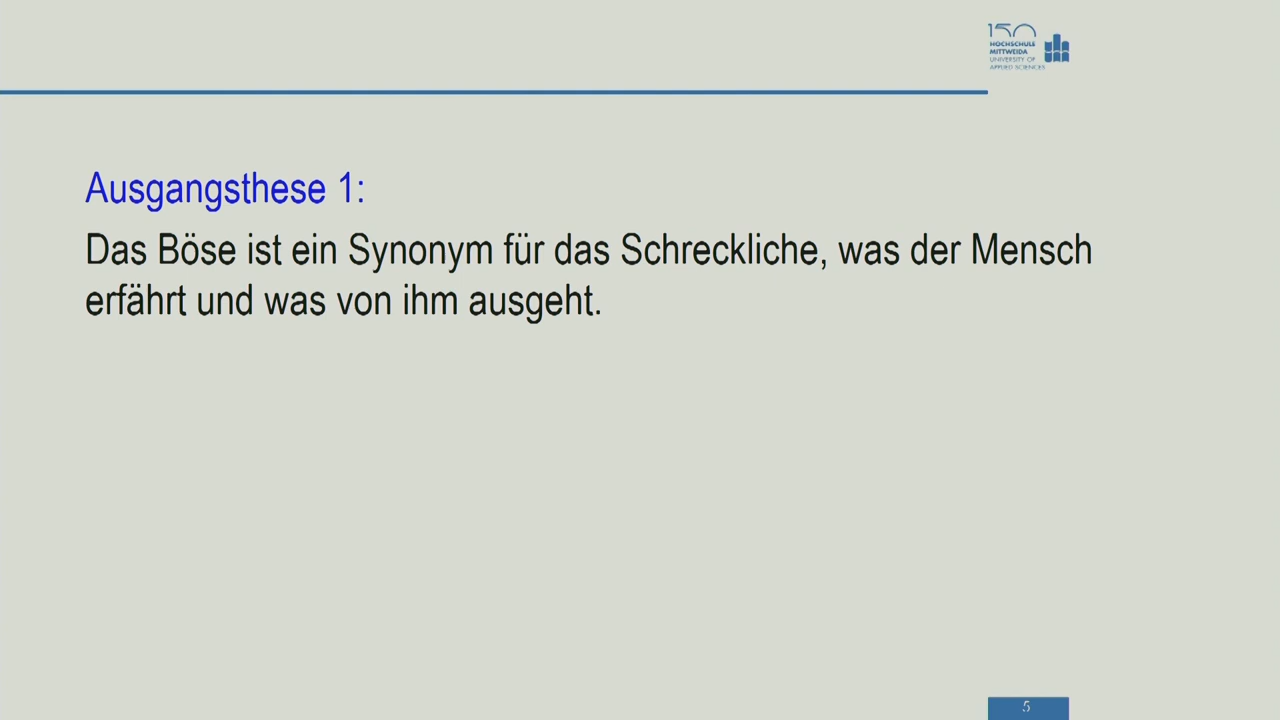 150
HOCHSCHULE
MITTWEIDA
UNIVERSITY OF
APPLIED SCIENCES
Ausgangsthese 1:
Das Böse ist ein Synonym für das Schreckliche, was der Mensch
erfährt und was von ihm ausgeht.
5